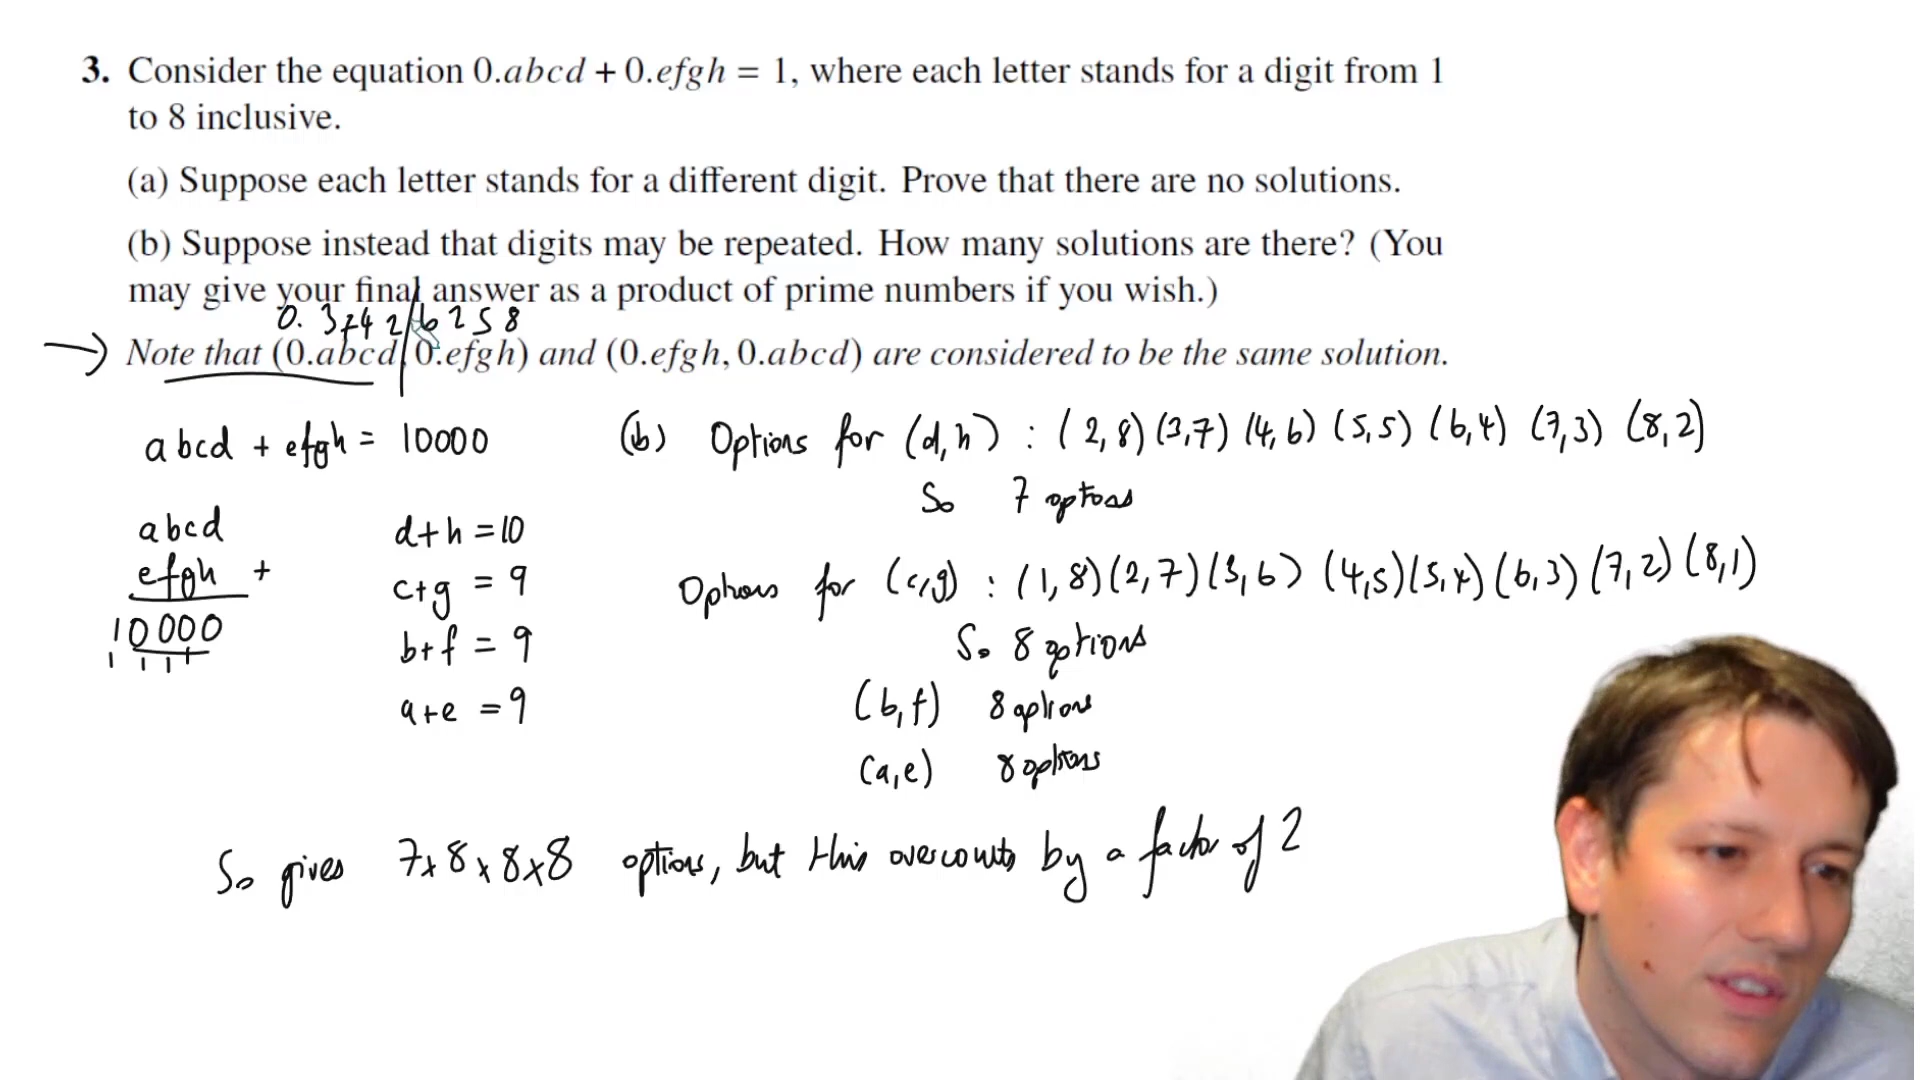 3. Consider the equation 0.abcd + 0.efgh = 1, where each letter stands for a digit from 1
to 8 inclusive.
(a) Suppose each letter stands for a different digit. Prove that there are no solutions.
(b) Suppose instead that digits may be repeated. How many solutions are there? (You
may give your final answer as a product of prime numbers if you wish.)
0. 3742 6258
→ Note that (0.abcd, 0.efgh) and (0.efgh, 0.abcd) are considered to be the same solution.
abcd + efgh = 10000
(b) Options for (d,h) : (2,8) (3,7) (4,6) (5,5) (6,4) (7,3) (8,2)
So 7 options
abcd
efgh +
10000
1 1 1 1
d+h = 10
c+g = 9
b+f = 9
a+e = 9
Options for (c,g) : (1,8) (2,7) (3,6) (4,5) (5,4) (6,3) (7,2) (8,1)
So 8 options
(b,f) 8 options
(a,e) 8 options
So gives 7x8x8x8 options, but this overcounts by a factor of 2